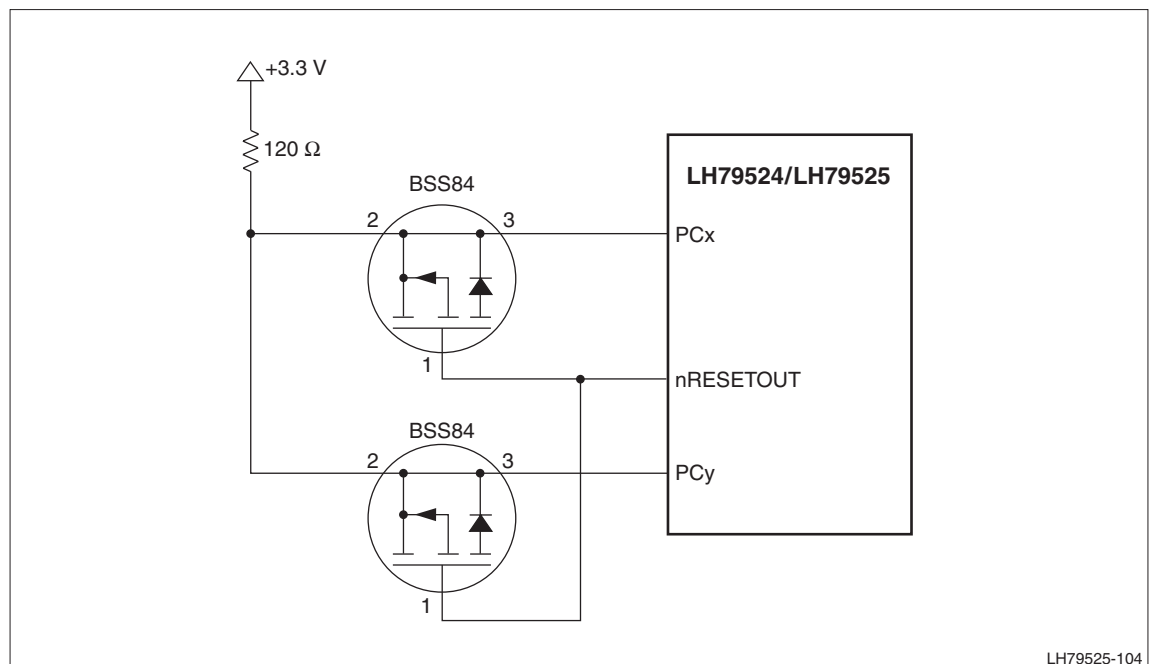 +3.3 V
120 Ω
BSS84
LH79524/LH79525
2
3
PCx
1
nRESETOUT
BSS84
2
3
PCy
1
LH79525-104